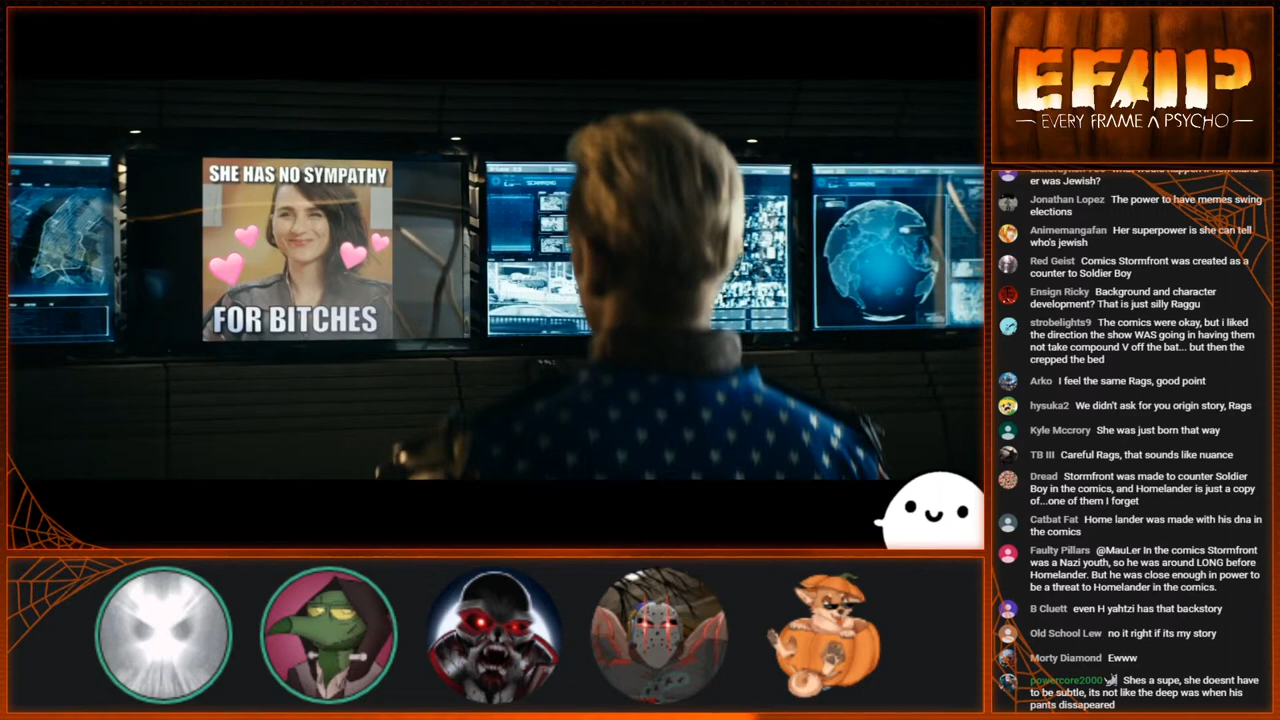 SHE HAS NO SYMPATHY
FOR BITCHES
EFAP
EVERY FRAME A PSYCHO
er was Jewish?
Jonathan Lopez The power to have memes swing
elections
Animemangafan Her superpower is she can tell
who's jewish
Red Geist Comics Stormfront was created as a
counter to Soldier Boy
Ensign Ricky Background and character
development? That is just silly Raggu
strobelights9 The comics were okay, but i liked
the direction the show WAS going in having them
not take compound V off the bat... but then the
crepped the bed
Arko I feel the same Rags, good point
hysuka2 We didn't ask for you origin story, Rags
Kyle Mccrory She was just born that way
TB III Careful Rags, that sounds like nuance
Dread Stormfront was made to counter Soldier
Boy in the comics, and Homelander is just a copy
of...one of them I forget
Catbat Fat Home lander was made with his dna in
the comics
Faulty Pillars @MauLer In the comics Stormfront
was a Nazi youth, so he was around LONG before
Homelander. But he was close enough in power to
be a threat to Homelander in the comics.
B Cluett even H yahtzi has that backstory
Old School Lew no it right if its my story
Morty Diamond Ewww
powercore2000 Shes a supe, she doesnt have
to be subtle, its not like the deep was when his
pants dissapeared